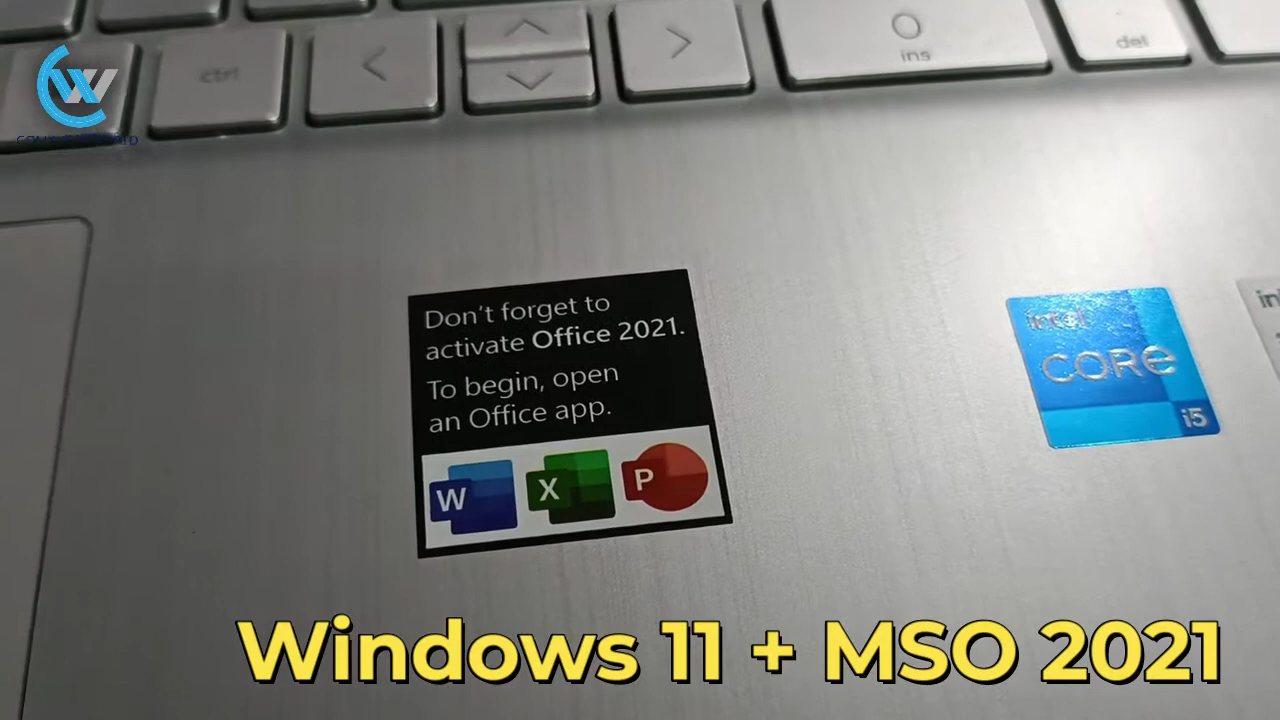 ctrl
<
>
O
ins
del
Don't forget to
activate Office 2021.
To begin, open
an Office app.
W
X
P
intel
CORe
i5
Windows 11 + MSO 2021